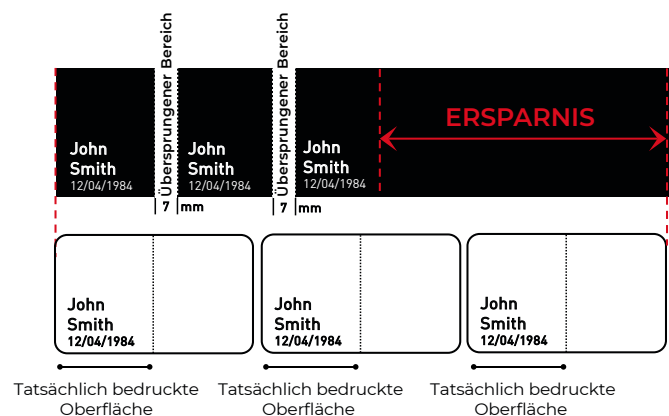 Übersprungener Bereich
Übersprungener Bereich
ERSPARNIS
John
Smith
12/04/1984
John
Smith
12/04/1984
John
Smith
12/04/1984
7 mm
7 mm
John
Smith
12/04/1984
John
Smith
12/04/1984
John
Smith
12/04/1984
Tatsächlich bedruckte
Oberfläche
Tatsächlich bedruckte
Oberfläche
Tatsächlich bedruckte
Oberfläche